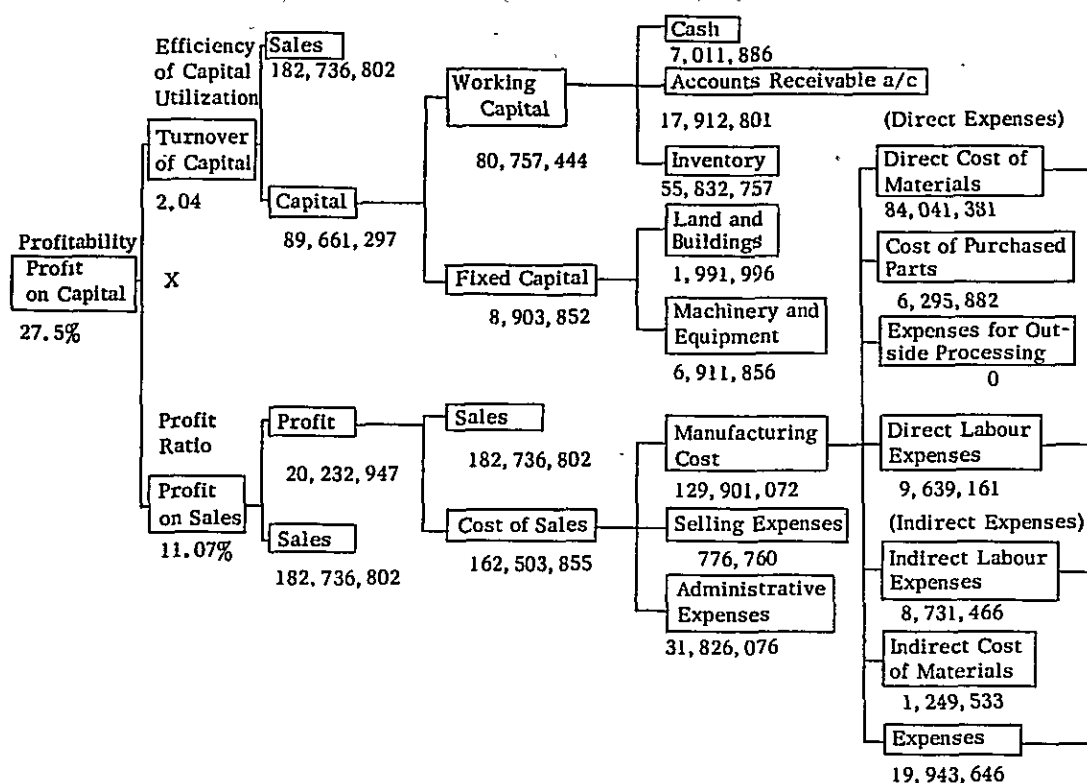 Profitability
Profit
on Capital
27.5%
Efficiency
of Capital
Utilization
Turnover
of Capital
2.04
X
Profit
Ratio
Profit
on Sales
11.07%
Sales
182,736,802
Capital
89,661,297
Profit
20,232,947
Sales
182,736,802
Working
Capital
80,757,444
Fixed Capital
8,903,852
Sales
182,736,802
Cost of Sales
162,503,855
Cash
7,011,886
Accounts Receivable a/c
17,912,801
Inventory
55,832,757
Land and
Buildings
1,991,996
Machinery and
Equipment
6,911,856
Manufacturing
Cost
129,901,072
Selling Expenses
776,760
Administrative
Expenses
31,826,076
(Direct Expenses)
Direct Cost of
Materials
84,041,381
Cost of Purchased
Parts
6,295,882
Expenses for Out-
side Processing
0
Direct Labour
Expenses
9,639,161
(Indirect Expenses)
Indirect Labour
Expenses
8,731,466
Indirect Cost
of Materials
1,249,533
Expenses
19,943,646